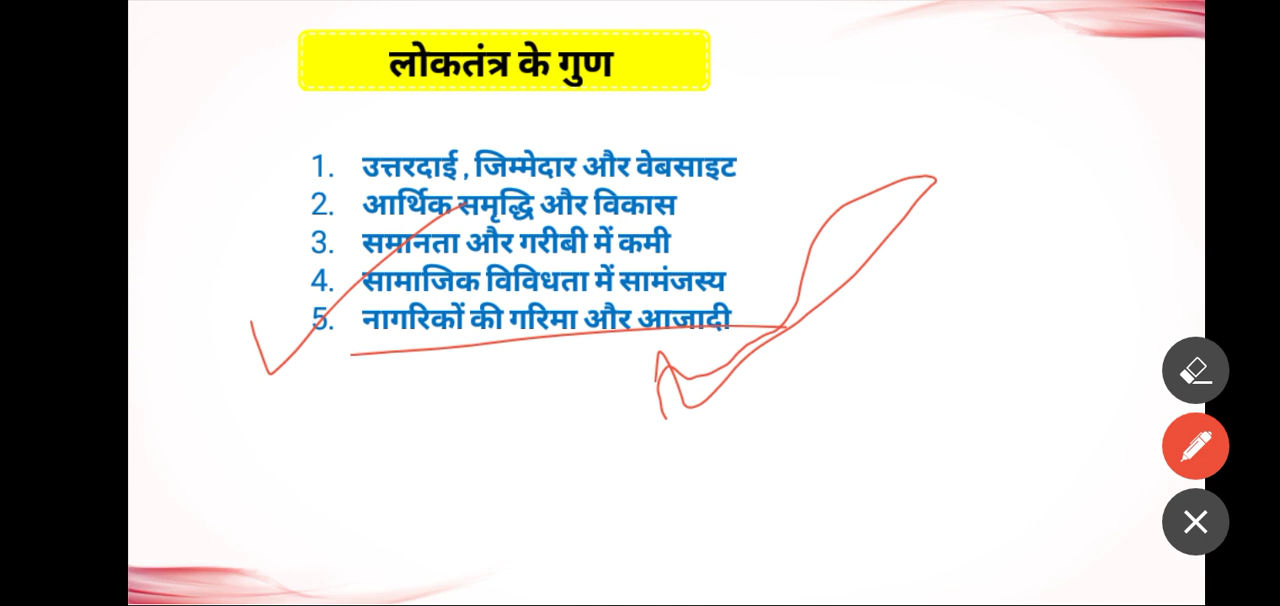 लोकतंत्र के गुण
1. उत्तरदाई , जिम्मेदार और वेबसाइट
2. आर्थिक समृद्धि और विकास
3. समानता और गरीबी में कमी
4. सामाजिक विविधता में सामंजस्य
5. नागरिकों की गरिमा और आजादी